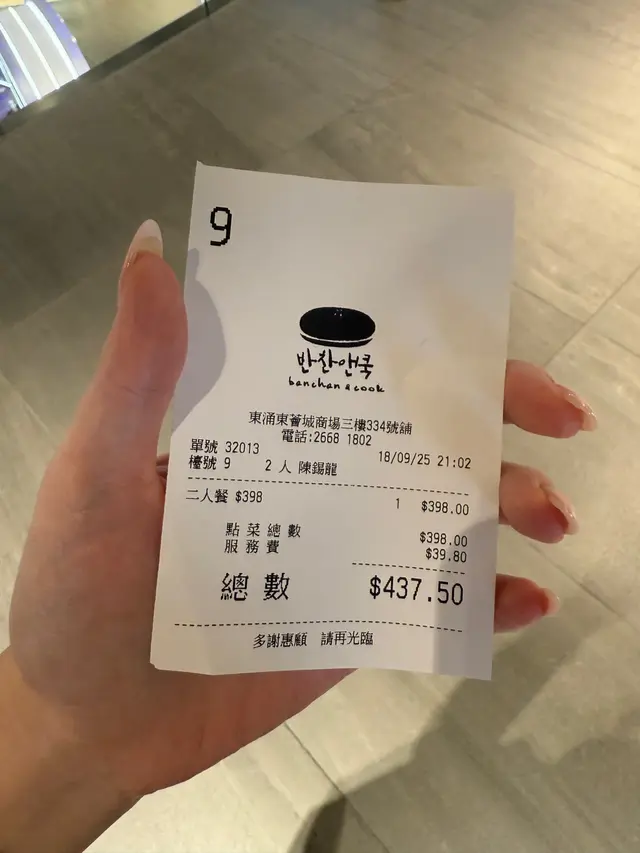 9
반찬앤쿡
banchan & cook
東涌東薈城商場三樓334號舖
電話:2668 1802
單號 32013 18/09/25 21:02
檯號 9 2 人 陳錫龍
二人餐 $398 1 $398.00
點菜總數 $398.00
服務費 $39.80
總數 $437.50
多謝惠顧 請再光臨